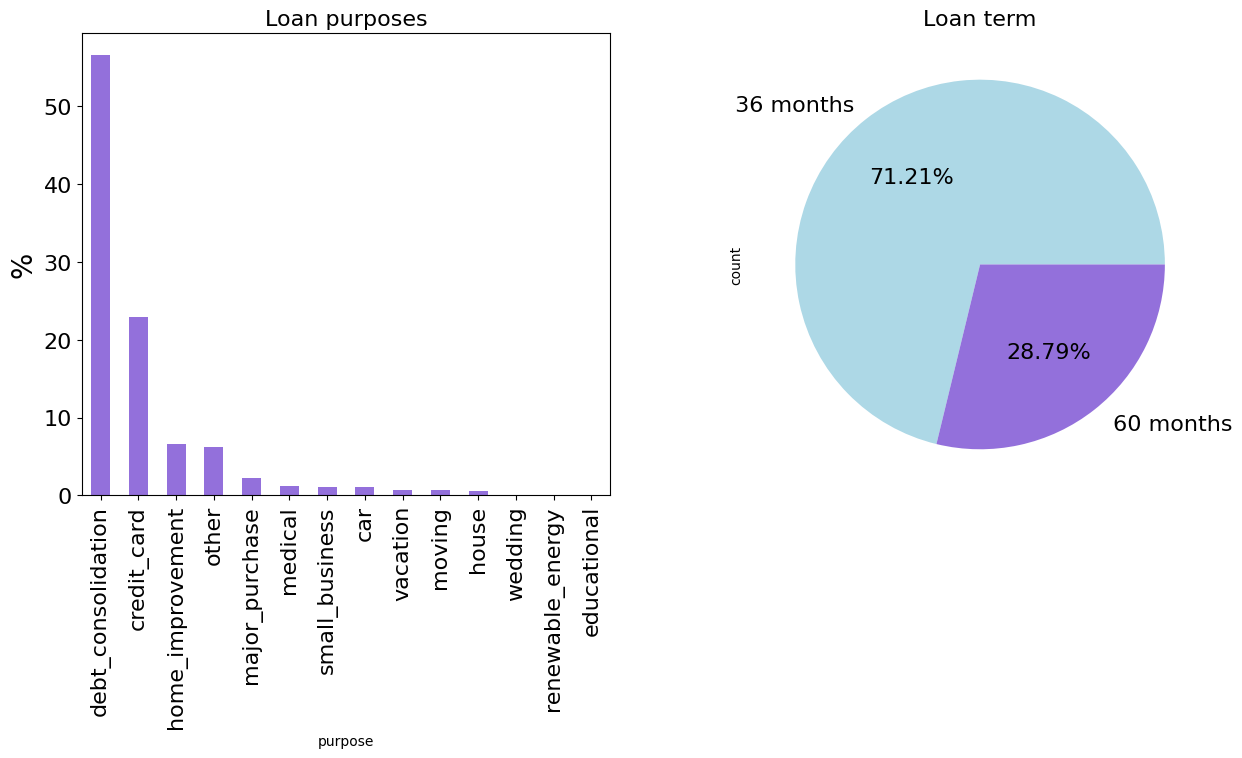 Loan purposes
%
50
40
30
20
10
0
debt_consolidation
credit_card
home_improvement
other
major_purchase
medical
small_business
car
vacation
moving
house
wedding
renewable_energy
educational
purpose
Loan term
36 months
71.21%
count
28.79%
60 months